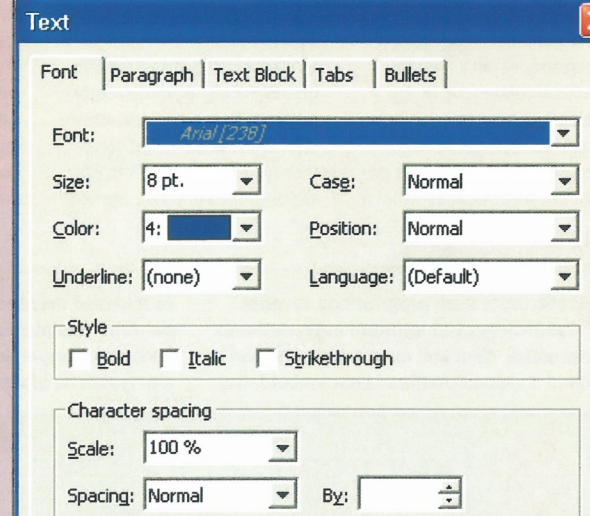 Text
Font Paragraph Text Block Tabs Bullets
Font: Arial [238]
Size: 8 pt. Case: Normal
Color: 4: Position: Normal
Underline: (none) Language: (Default)
Style
Bold Italic Strikethrough
Character spacing
Scale: 100 %
Spacing: Normal By: